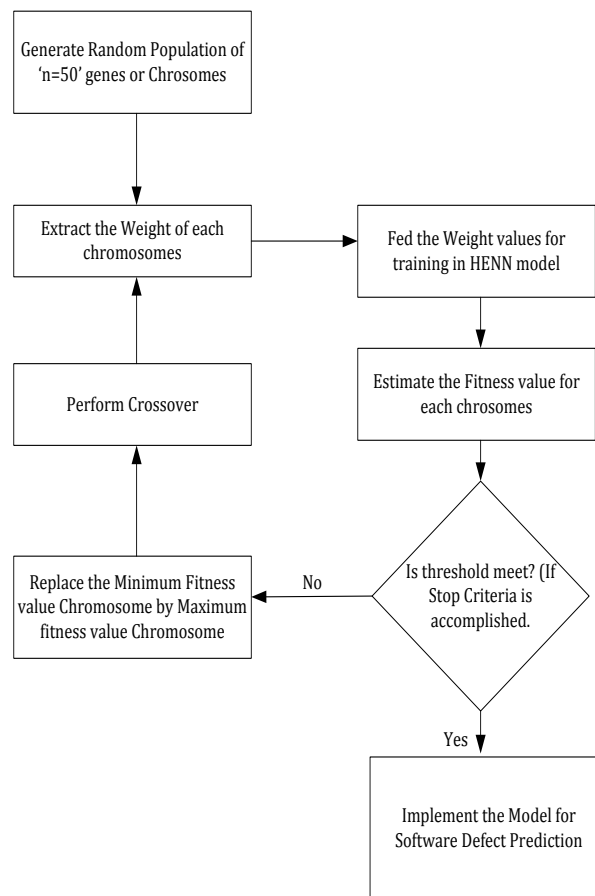 Generate Random Population of
‘n=50’ genes or Chrosomes
Extract the Weight of each
chromosomes
Fed the Weight values for
training in HENN model
Perform Crossover
Estimate the Fitness value for
each chrosomes
Replace the Minimum Fitness
value Chromosome by Maximum
fitness value Chromosome
No
Is threshold meet? (If
Stop Criteria is
accomplished.
Yes
Implement the Model for
Software Defect Prediction